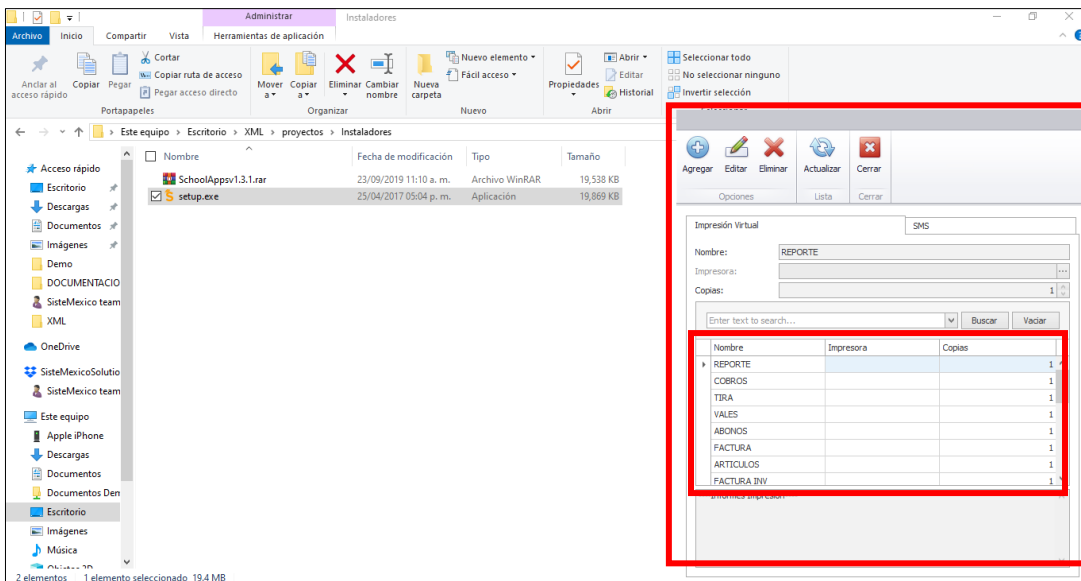 Administrar Instaladores
Archivo Inicio Compartir Vista Herramientas de aplicación
Anclar al acceso rápido
Copiar
Pegar
Cortar
Copiar ruta de acceso
Pegar acceso directo
Portapapeles
Mover a
Copiar a
Eliminar
Cambiar nombre
Organizar
Nueva carpeta
Nuevo elemento
Fácil acceso
Nuevo
Propiedades
Abrir
Editar
Historial
Abrir
Seleccionar todo
No seleccionar ninguno
Invertir selección
Este equipo > Escritorio > XML > proyectos > Instaladores
Acceso rápido
Escritorio
Descargas
Documentos
Imágenes
Demo
DOCUMENTACIO
SisteMexico team
XML
OneDrive
SisteMexicoSolutio
SisteMexico team
Este equipo
Apple iPhone
Descargas
Documentos
Documentos Dem
Escritorio
Imágenes
Música
Nombre Fecha de modificación Tipo Tamaño
SchoolAppsv1.3.1.rar 23/09/2019 11:10 a. m. Archivo WinRAR 19,538 KB
setup.exe 25/04/2017 05:04 p. m. Aplicación 19,869 KB
2 elementos 1 elemento seleccionado 19.4 MB
Agregar Editar Eliminar Actualizar Cerrar
Opciones Lista Cerrar
Impresión Virtual SMS
Nombre: REPORTE
Impresora: ...
Copias: 1
Enter text to search... Buscar Vaciar
Nombre Impresora Copias
REPORTE 1
COBROS 1
TIRA 1
VALES 1
ABONOS 1
FACTURA 1
ARTICULOS 1
FACTURA INV 1
Informes Impresión